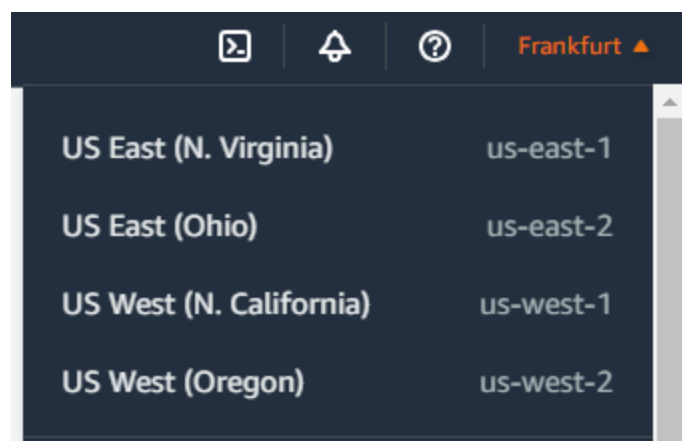 Frankfurt
US East (N. Virginia) us-east-1
US East (Ohio) us-east-2
US West (N. California) us-west-1
US West (Oregon) us-west-2